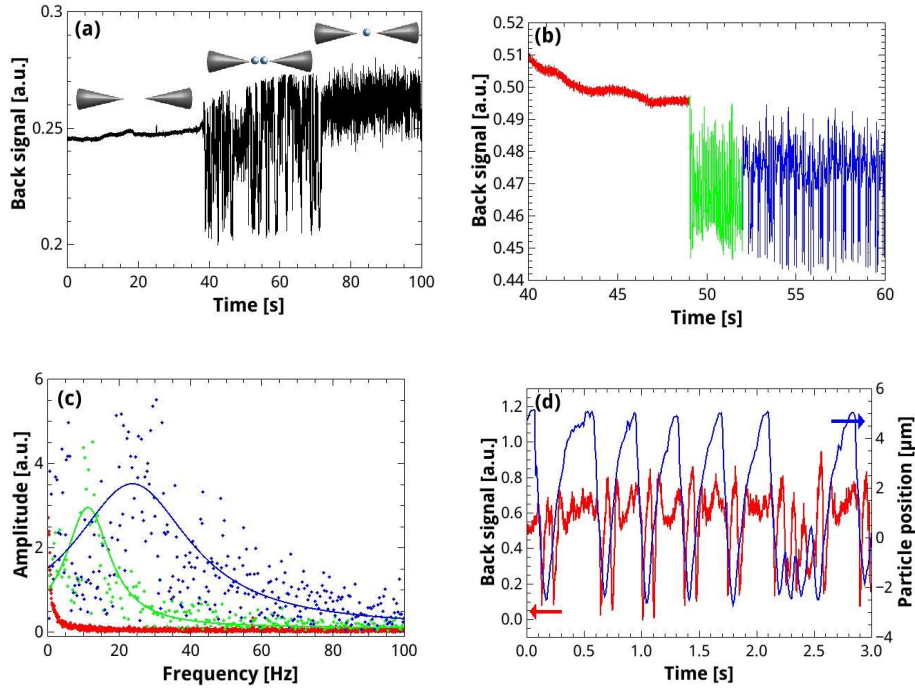 (a)
Back signal [a.u.]
0.3
0.25
0.2
0 20 40 60 80 100
Time [s]
(b)
Back signal [a.u.]
0.52
0.51
0.50
0.49
0.48
0.47
0.46
0.45
0.44
40 45 50 55 60
Time [s]
(c)
Amplitude [a.u.]
6
4
2
0
0 20 40 60 80 100
Frequency [Hz]
(d)
Back signal [a.u.]
1.2
1.0
0.8
0.6
0.4
0.2
0.0
0.0 0.5 1.0 1.5 2.0 2.5 3.0
Time [s]
6
4
2
0
−2
−4
Particle position [µm]